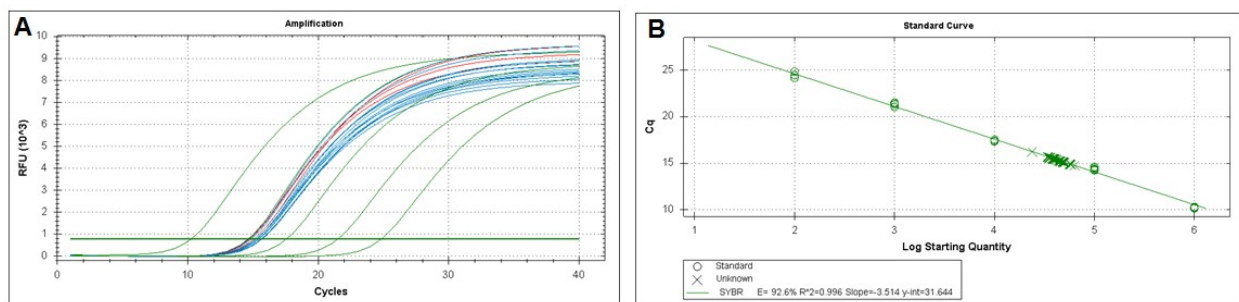 A
Amplification
10
9
8
7
6
5
4
3
2
1
0
RFU (10^3)
0 10 20 30 40
Cycles
B
Standard Curve
25
20
15
10
Cq
1 2 3 4 5 6
Log Starting Quantity
Standard
Unknown
SYBR E= 92.6% R^2=0.996 Slope=-3.514 y-int=31.644